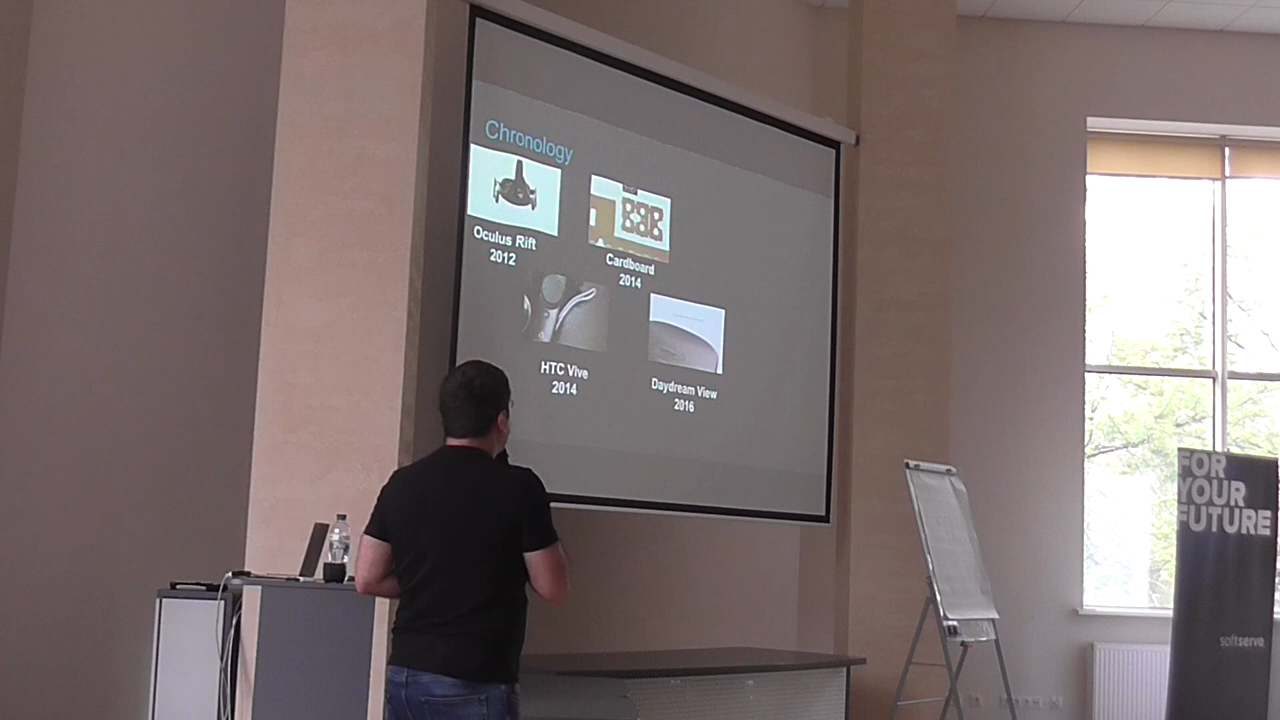 Chronology
Oculus Rift
2012
Cardboard
2014
HTC Vive
2014
Daydream View
2016
FOR
YOUR
FUTURE
softserve